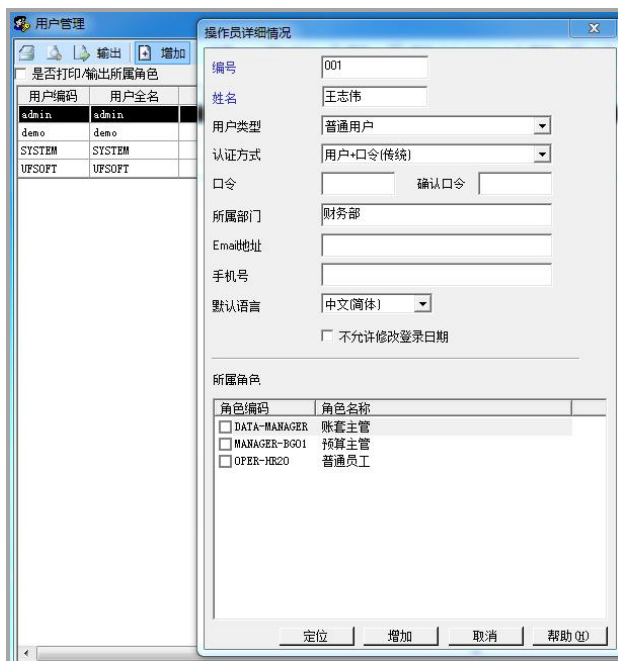 用户管理
输出 增加
是否打印/输出所属角色
用户编码 用户全名
admin admin
demo demo
SYSTEM SYSTEM
UFSOFT UFSOFT
操作员详细情况
编号 001
姓名 王志伟
用户类型 普通用户
认证方式 用户+口令(传统)
口令 确认口令
所属部门 财务部
Email地址
手机号
默认语言 中文(简体)
不允许修改登录日期
所属角色
角色编码 角色名称
DATA-MANAGER 账套主管
MANAGER-BG01 预算主管
OPER-HR20 普通员工
定位 增加 取消 帮助(H)